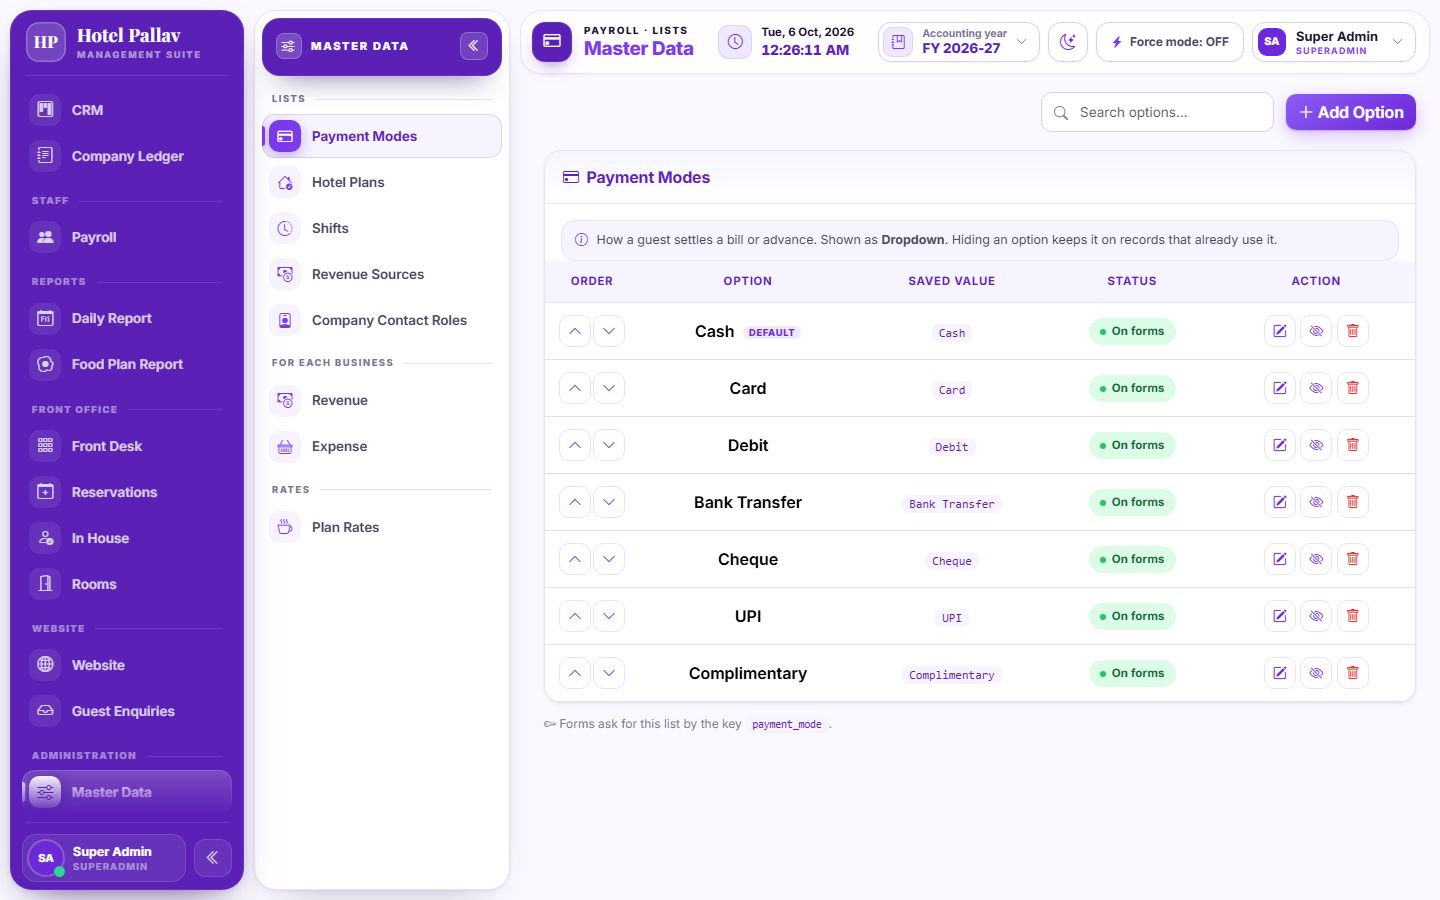 HP
Hotel Pallav
MANAGEMENT SUITE
CRM
Company Ledger
STAFF
Payroll
REPORTS
Fri
Daily Report
Food Plan Report
FRONT OFFICE
Front Desk
Reservations
In House
Rooms
WEBSITE
Website
Guest Enquiries
ADMINISTRATION
Master Data
SA
Super Admin
SUPERADMIN
MASTER DATA
LISTS
Payment Modes
Hotel Plans
Shifts
Revenue Sources
Company Contact Roles
FOR EACH BUSINESS
Revenue
Expense
RATES
Plan Rates
PAYROLL · LISTS
Master Data
Tue, 6 Oct, 2026
12:26:11 AM
Accounting year
FY 2026-27
Force mode: OFF
SA
Super Admin
SUPERADMIN
Search options...
Add Option
Payment Modes
How a guest settles a bill or advance. Shown as Dropdown. Hiding an option keeps it on records that already use it.
ORDER OPTION SAVED VALUE STATUS ACTION
Cash DEFAULT Cash On forms
Card Card On forms
Debit Debit On forms
Bank Transfer Bank Transfer On forms
Cheque Cheque On forms
UPI UPI On forms
Complimentary Complimentary On forms
Forms ask for this list by the key payment_mode .